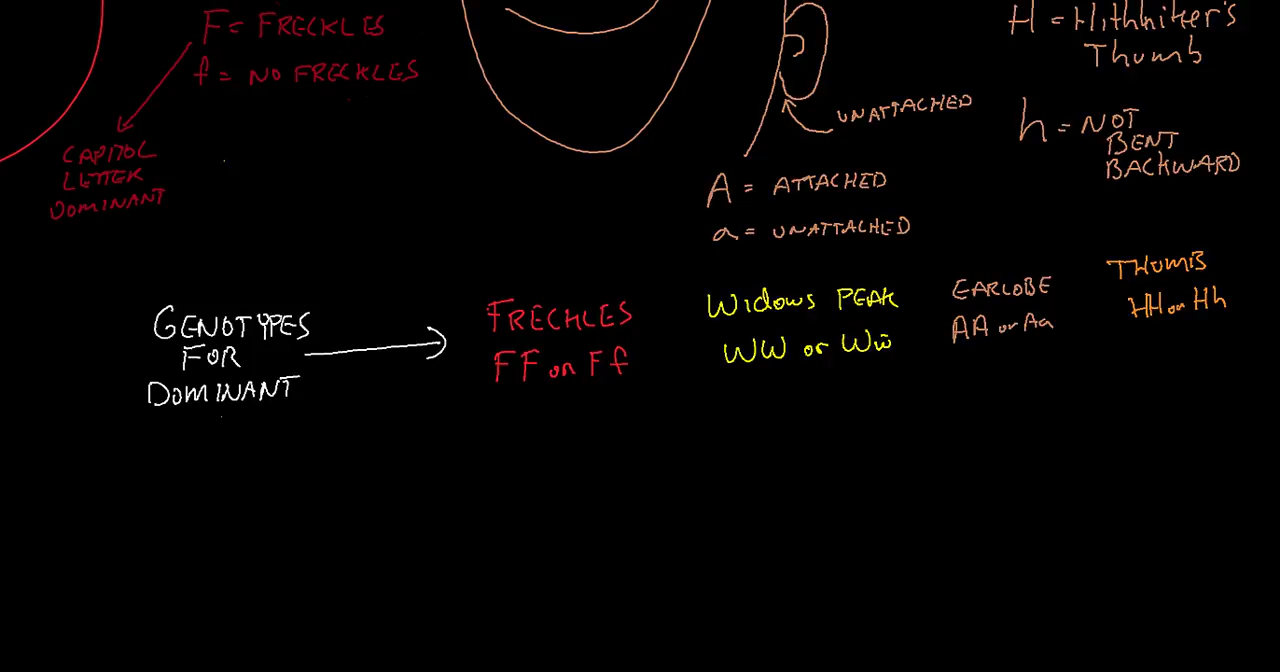 F = FRECKLES
f = NO FRECKLES
CAPITOL
LETTER
DOMINANT
UNATTACHED
A = ATTACHED
a = UNATTACHED
H = Hithhiker's
Thumb
h = NOT
BENT
BACKWARD
GENOTYPES
FOR
DOMINANT
FRECKLES
FF or Ff
Widows PEAK
WW or Ww
EARLOBE
AA or Aa
THUMB
HH or Hh